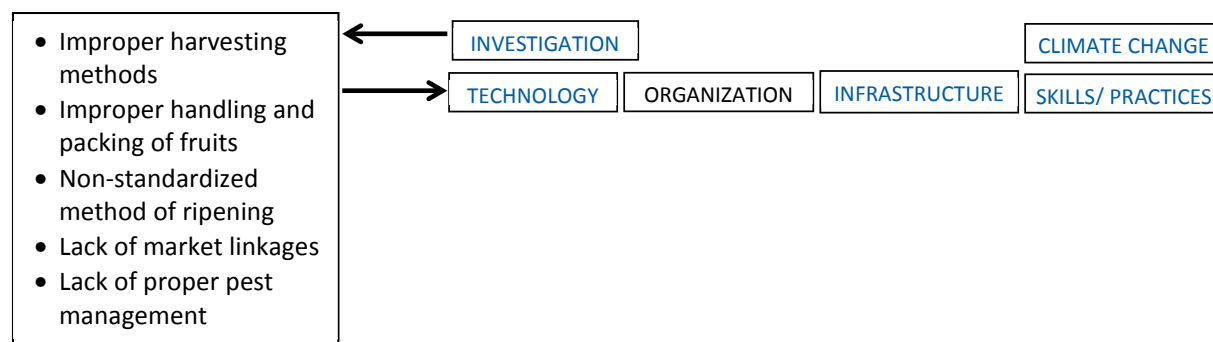 • Improper harvesting
methods
• Improper handling and
packing of fruits
• Non-standardized
method of ripening
• Lack of market linkages
• Lack of proper pest
management
INVESTIGATION
CLIMATE CHANGE
TECHNOLOGY
ORGANIZATION
INFRASTRUCTURE
SKILLS/ PRACTICES